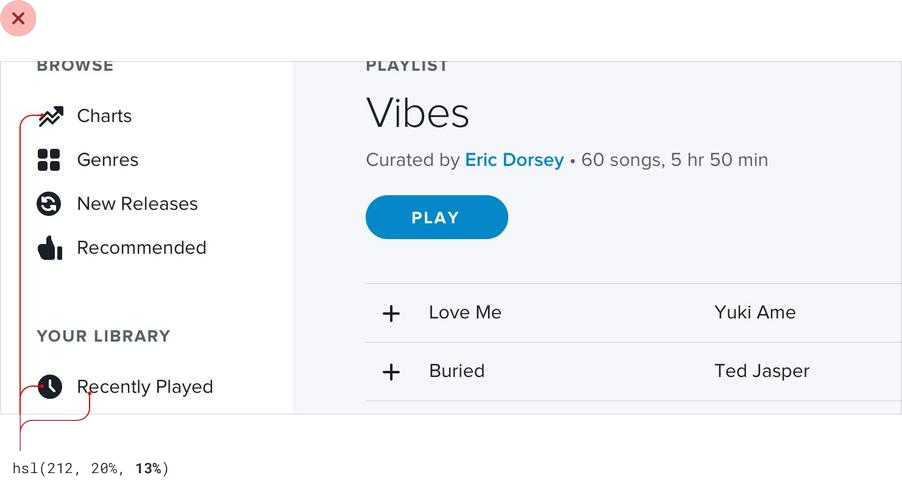 BROWSE
Charts
Genres
New Releases
Recommended
YOUR LIBRARY
Recently Played
PLAYLIST
Vibes
Curated by Eric Dorsey • 60 songs, 5 hr 50 min
PLAY
Love Me Yuki Ame
Buried Ted Jasper
hsl(212, 20%, 13%)